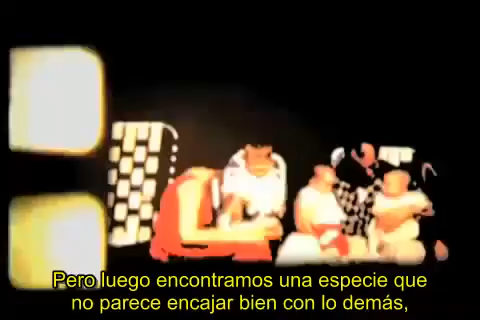 Pero luego encontramos una especie que
no parece encajar bien con lo demás,